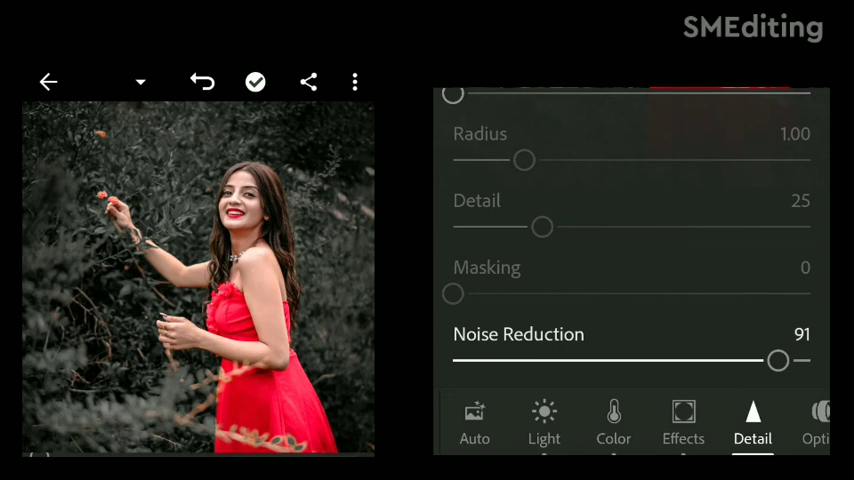 SMEditing
Radius 1.00
Detail 25
Masking 0
Noise Reduction 91
Auto Light Color Effects Detail Opti